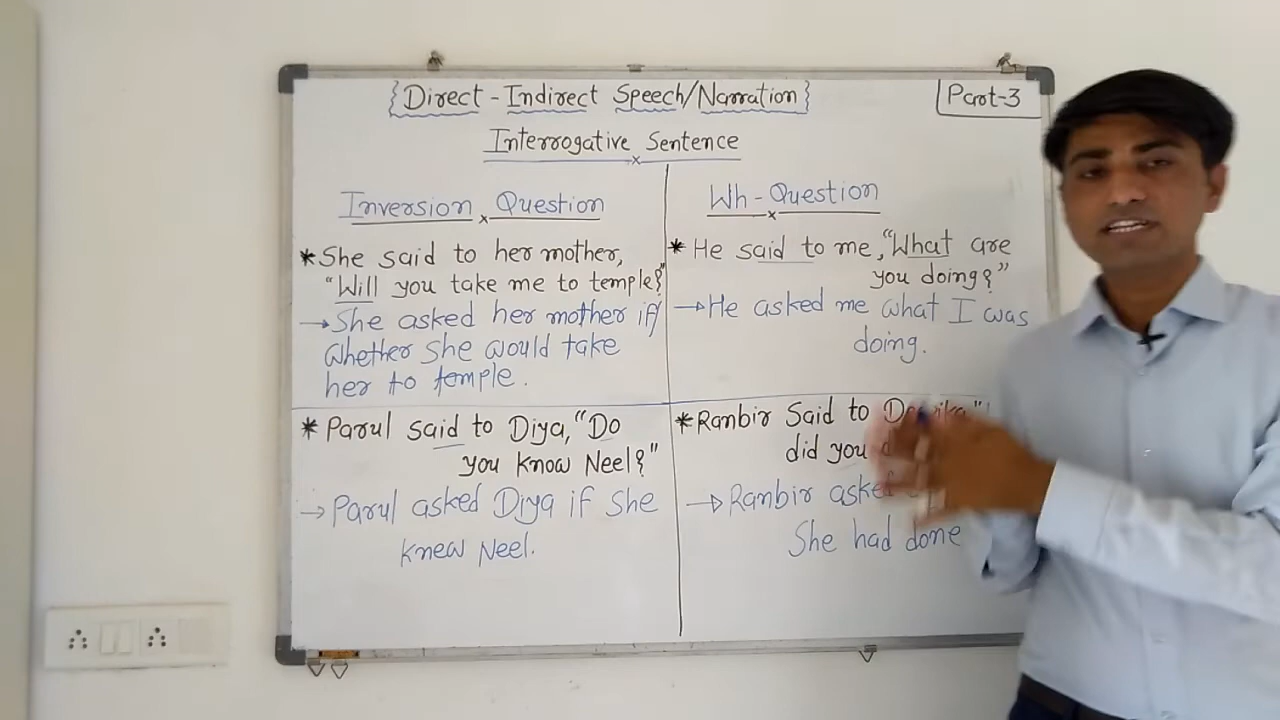 {Direct - Indirect Speech/Narration}
Part-3
Interrogative Sentence
Inversion Question
* She said to her mother,
"Will you take me to temple?"
→ She asked her mother if/
whether she would take
her to temple.
* Parul said to Diya, "Do
you know Neel?"
→ Parul asked Diya if she
knew Neel.
Wh - Question
* He said to me, "What are
you doing?"
→ He asked me what I was
doing.
* Ranbir Said to
did you
→ Ranbir asked
She had done